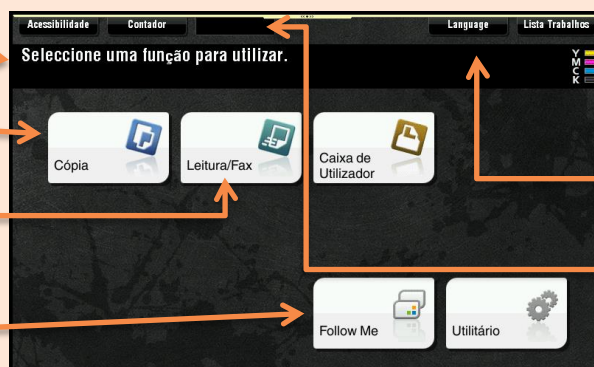 Acessibilidade
Contador
Language
Lista Trabalhos
Seleccione uma função para utilizar.
Y
M
C
K
Cópia
Leitura/Fax
Caixa de
Utilizador
Follow Me
Utilitário